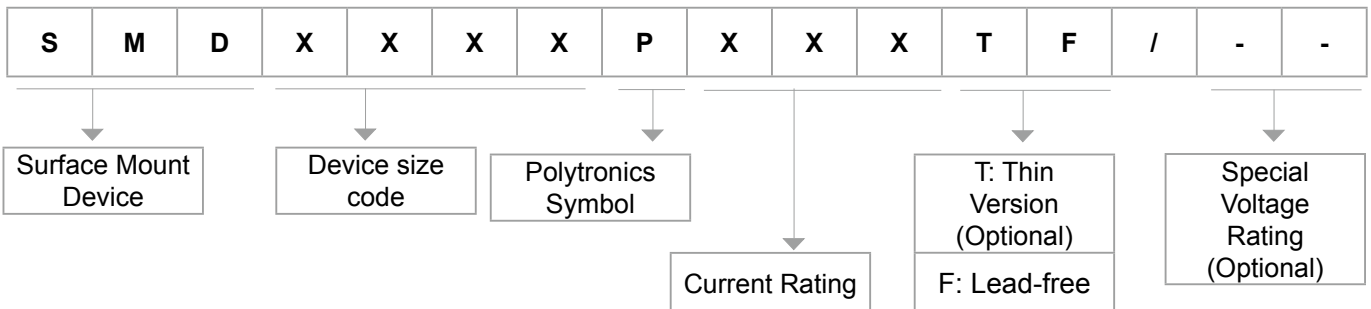 S M D X X X X P X X X T F / - -
Surface Mount
Device
Device size
code
Polytronics
Symbol
Current Rating
T: Thin
Version
(Optional)
F: Lead-free
Special
Voltage
Rating
(Optional)